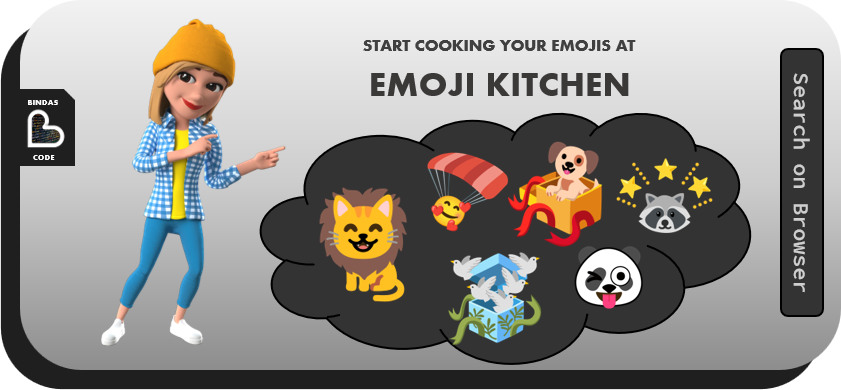 START COOKING YOUR EMOJIS AT
EMOJI KITCHEN
BINDAS
CODE
Search on Browser